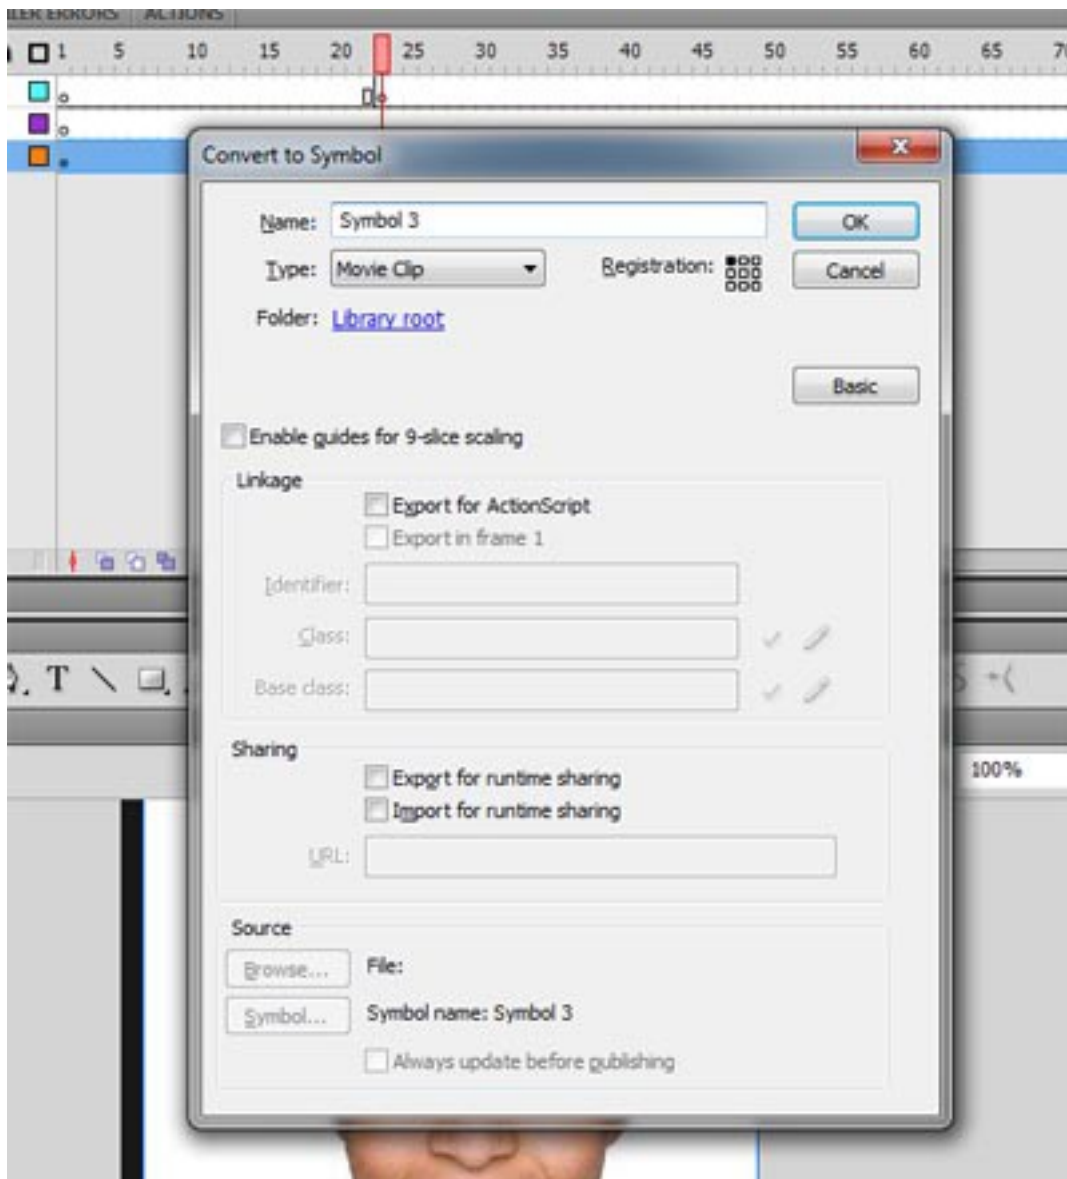 ILER ERRORS ACTIONS
1 5 10 15 20 25 30 35 40 45 50 55 60 65 70
Convert to Symbol
Name: Symbol 3 OK
Type: Movie Clip Registration: Cancel
Folder: Library root
Basic
Enable guides for 9-slice scaling
Linkage
Export for ActionScript
Export in frame 1
Identifier:
Class:
Base class:
T
Sharing
Export for runtime sharing
100%
Import for runtime sharing
URL:
Source
Browse... File:
Symbol... Symbol name: Symbol 3
Always update before publishing